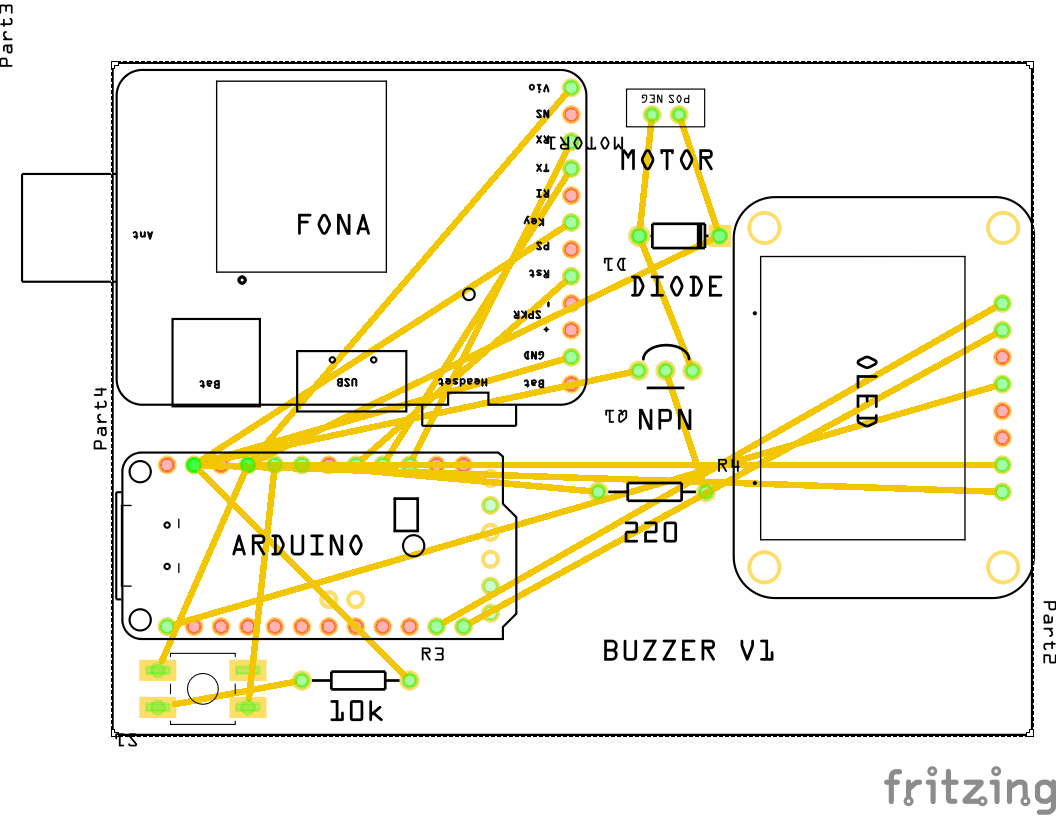 Part3
NEG POS
Vio
NS
RX
MOTOR1
MOTOR
TX
RI
Key
FONA
Ant
PS
D1
Rst
DIODE
-
SPKR
+
GND
OLED
Bat
USB
Headset
Bat
Part4
Q1
NPN
R4
220
ARDUINO
Part2
R3
BUZZER V1
10k
fritzing